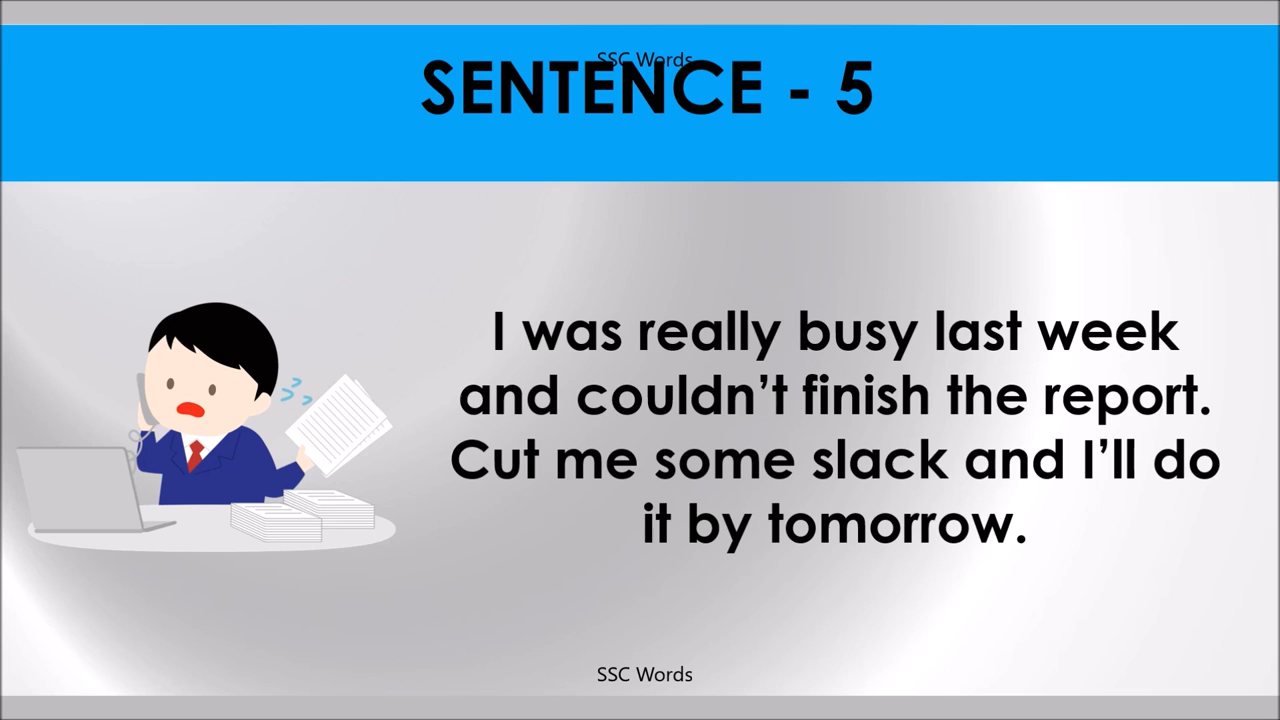 SSC Words
SENTENCE - 5
I was really busy last week
and couldn’t finish the report.
Cut me some slack and I’ll do
it by tomorrow.
SSC Words